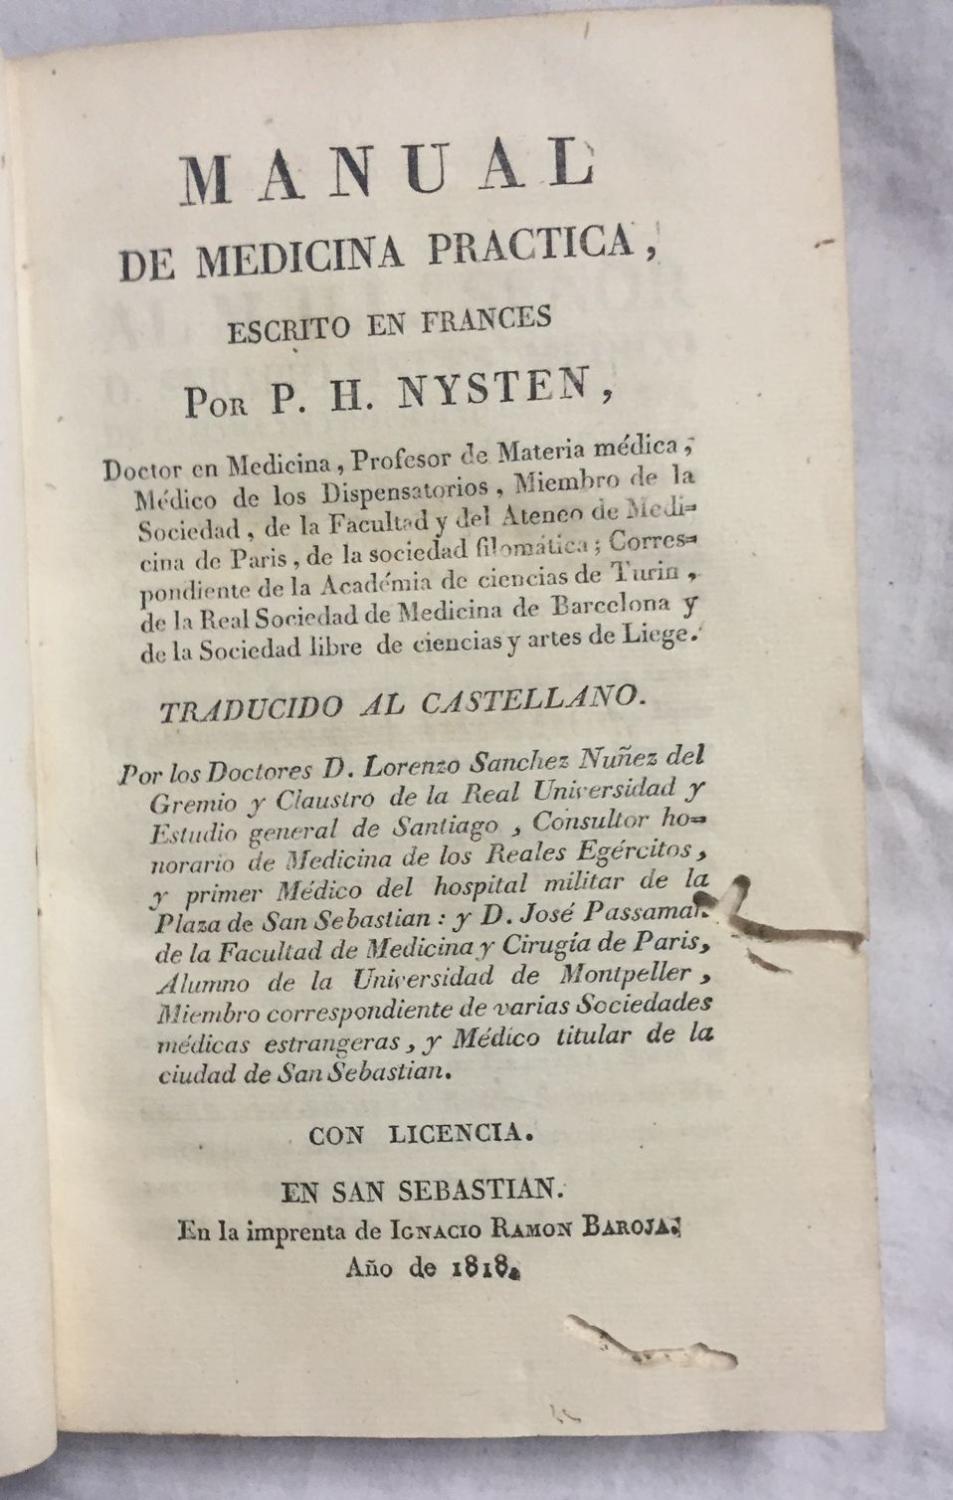 MANUAL
DE MEDICINA PRACTICA,
ESCRITO EN FRANCES
POR P. H. NYSTEN,
Doctor en Medicina, Profesor de Materia médica,
Médico de los Dispensatorios, Miembro de la
Sociedad, de la Facultad y del Ateneo de Medi=
cina de Paris, de la sociedad filomática; Corres=
pondiente de la Académia de ciencias de Turin,
de la Real Sociedad de Medicina de Barcelona y
de la Sociedad libre de ciencias y artes de Liege.
TRADUCIDO AL CASTELLANO.
Por los Doctores D. Lorenzo Sanchez Nuñez del
Gremio y Claustro de la Real Universidad y
Estudio general de Santiago, Consultor ho=
norario de Medicina de los Reales Egércitos,
y primer Médico del hospital militar de la
Plaza de San Sebastian: y D. José Passaman
de la Facultad de Medicina y Cirugía de Paris,
Alumno de la Universidad de Montpeller,
Miembro correspondiente de varias Sociedades
médicas estrangeras, y Médico titular de la
ciudad de San Sebastian.
CON LICENCIA.
EN SAN SEBASTIAN.
En la imprenta de IGNACIO RAMON BAROJA.
Año de 1818.